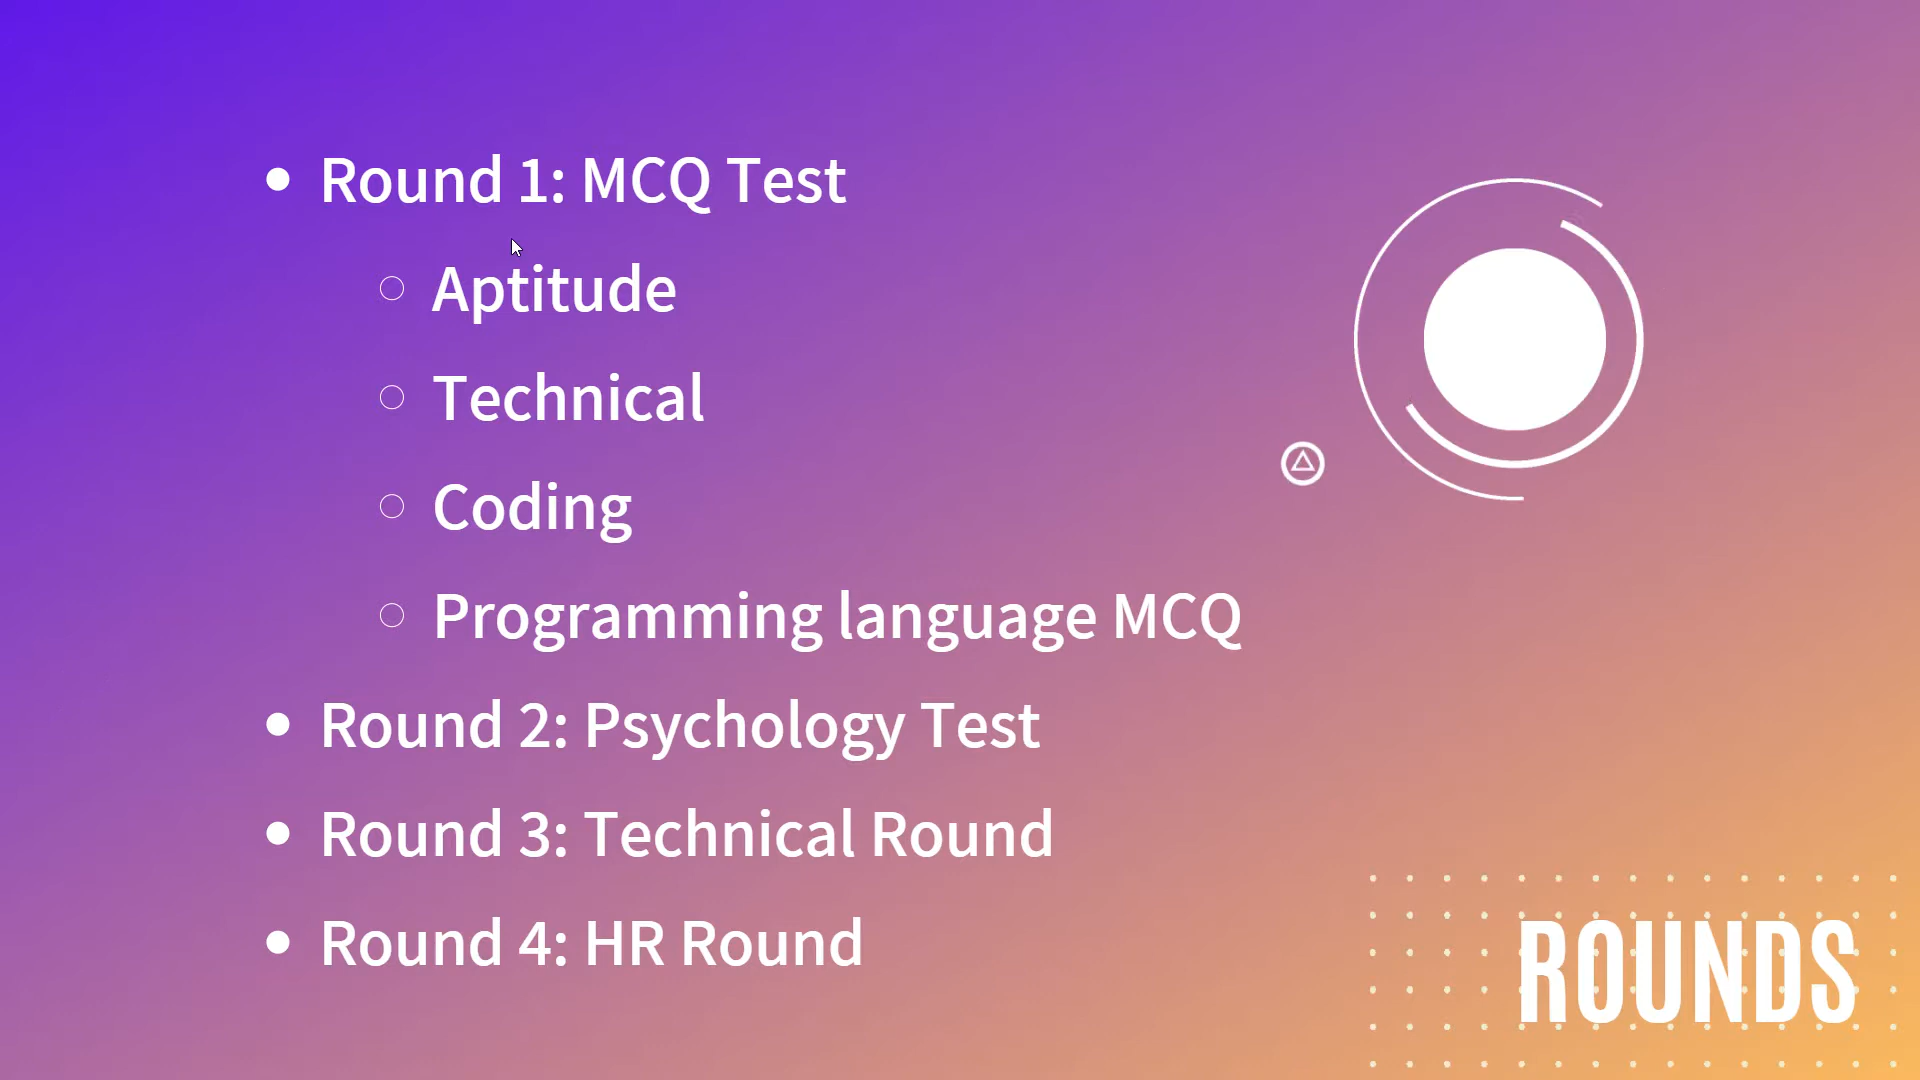 Round 1: MCQ Test
Aptitude
Technical
Coding
Programming language MCQ
Round 2: Psychology Test
Round 3: Technical Round
Round 4: HR Round
ROUNDS